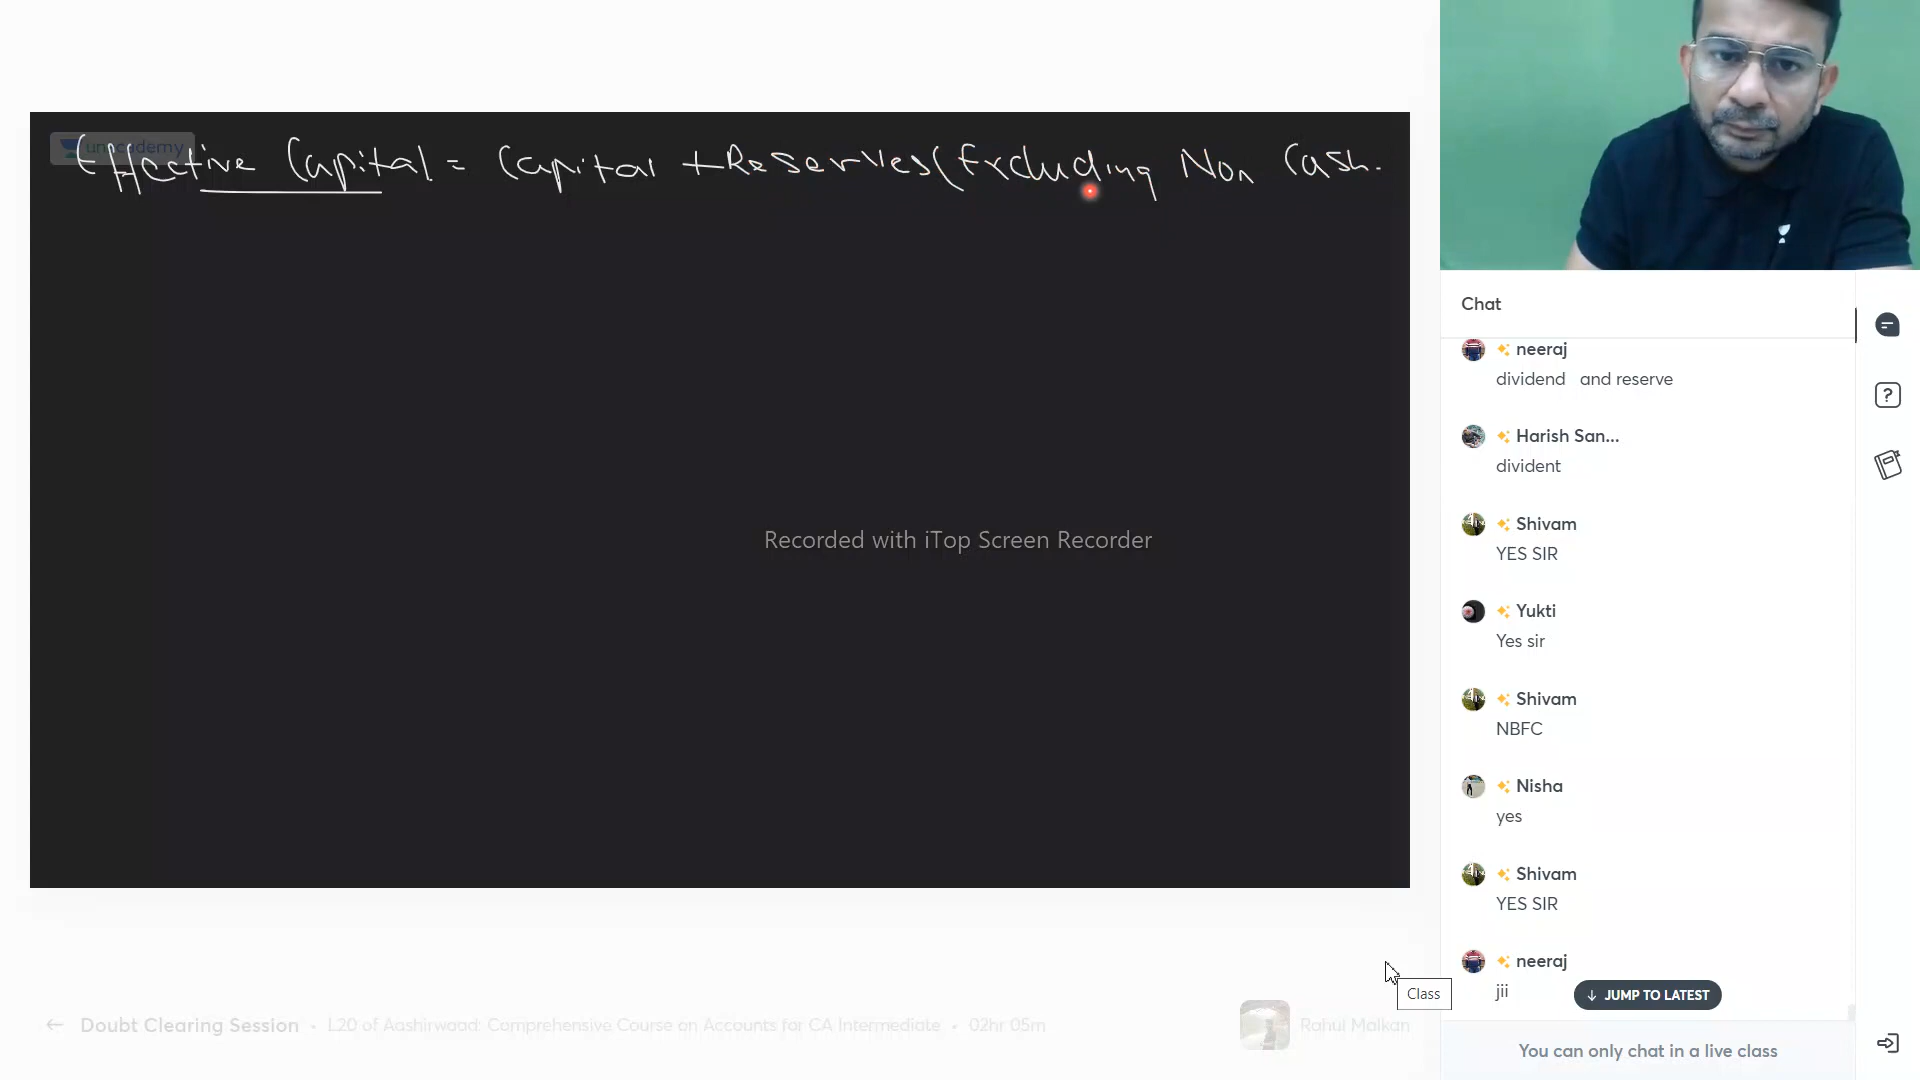 unacademy
Effective Capital = Capital + Reserves (Excluding Non Cash.
Recorded with iTop Screen Recorder
Chat
neeraj
dividend and reserve
Harish San...
divident
Shivam
YES SIR
Yukti
Yes sir
Shivam
NBFC
Nisha
yes
Shivam
YES SIR
neeraj
jii
JUMP TO LATEST
Class
You can only chat in a live class
Doubt Clearing Session • L20 of Aashirwaad: Comprehensive Course on Accounts for CA Intermediate • 02hr 05m
Rahul Malkan